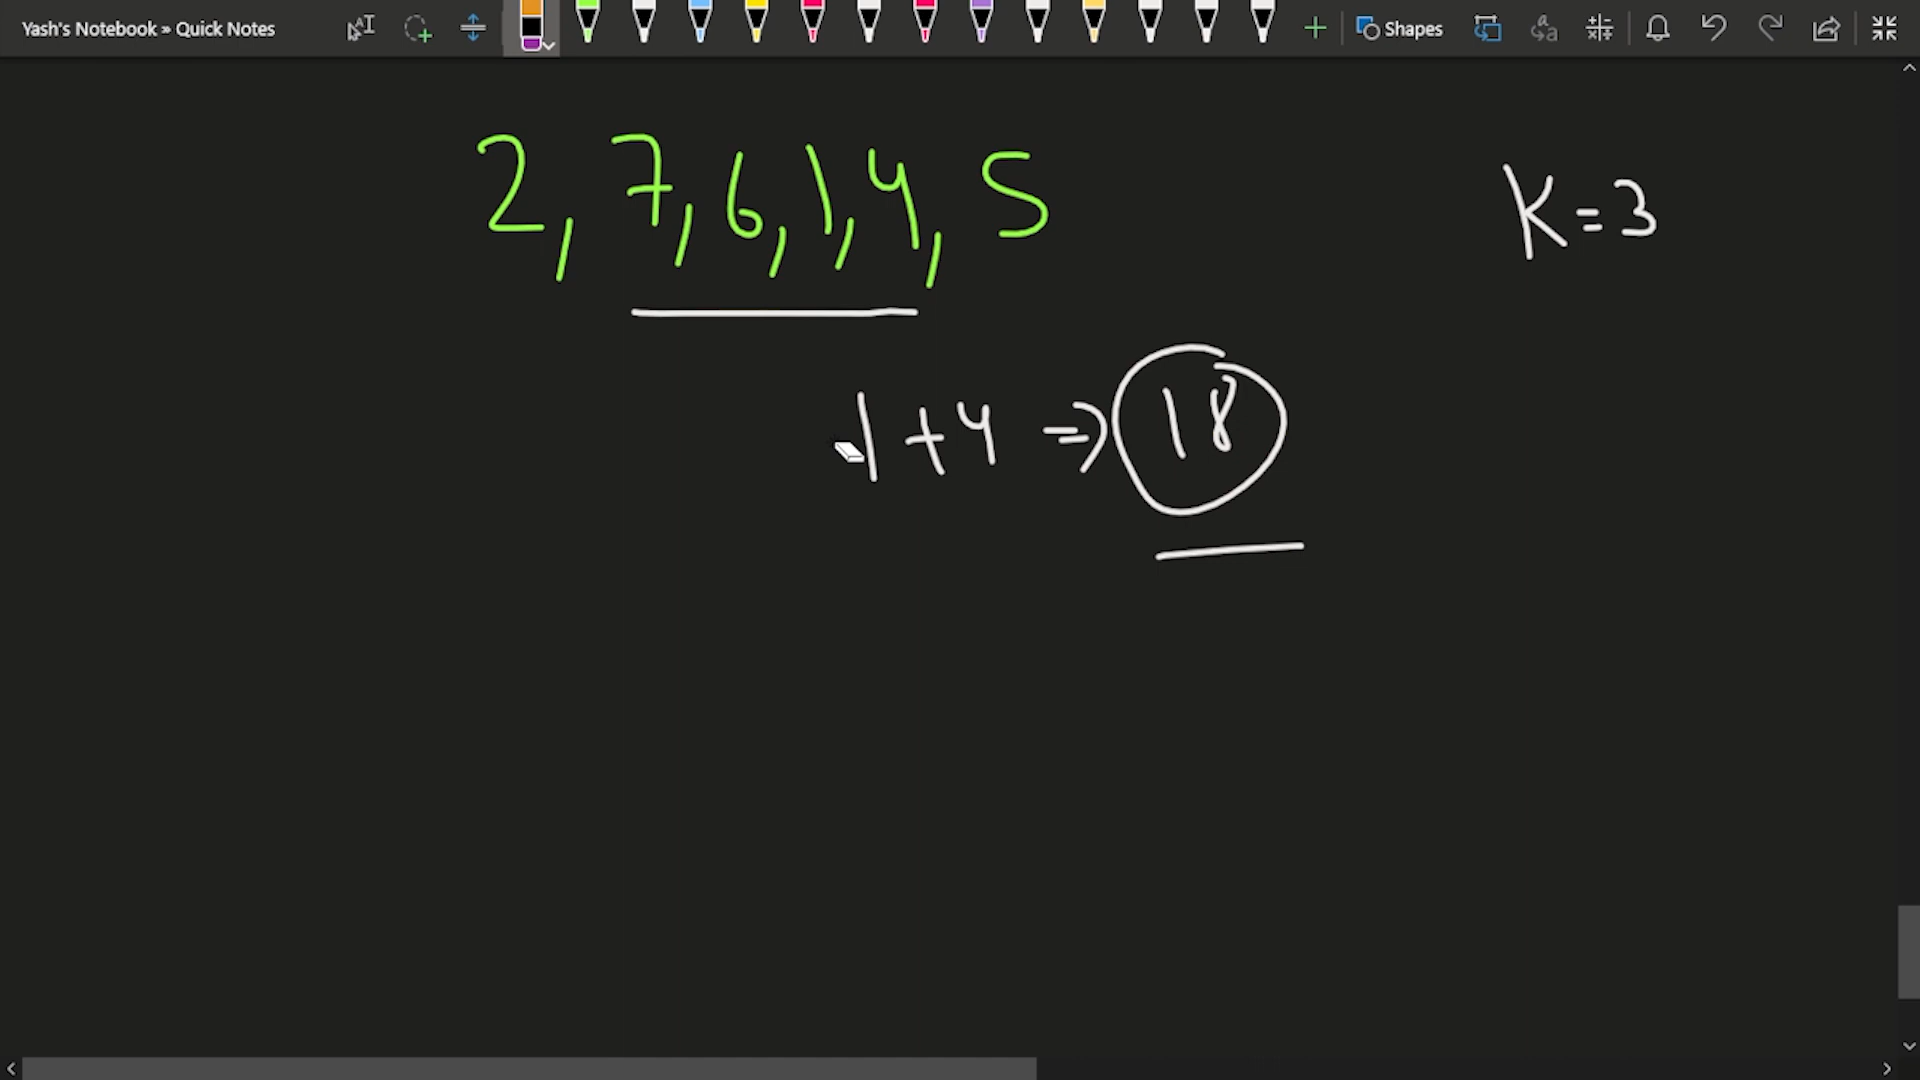 Yash's Notebook » Quick Notes
Shapes
2, 7, 6, 1, 4, 5
K = 3
1 + 4 => 18